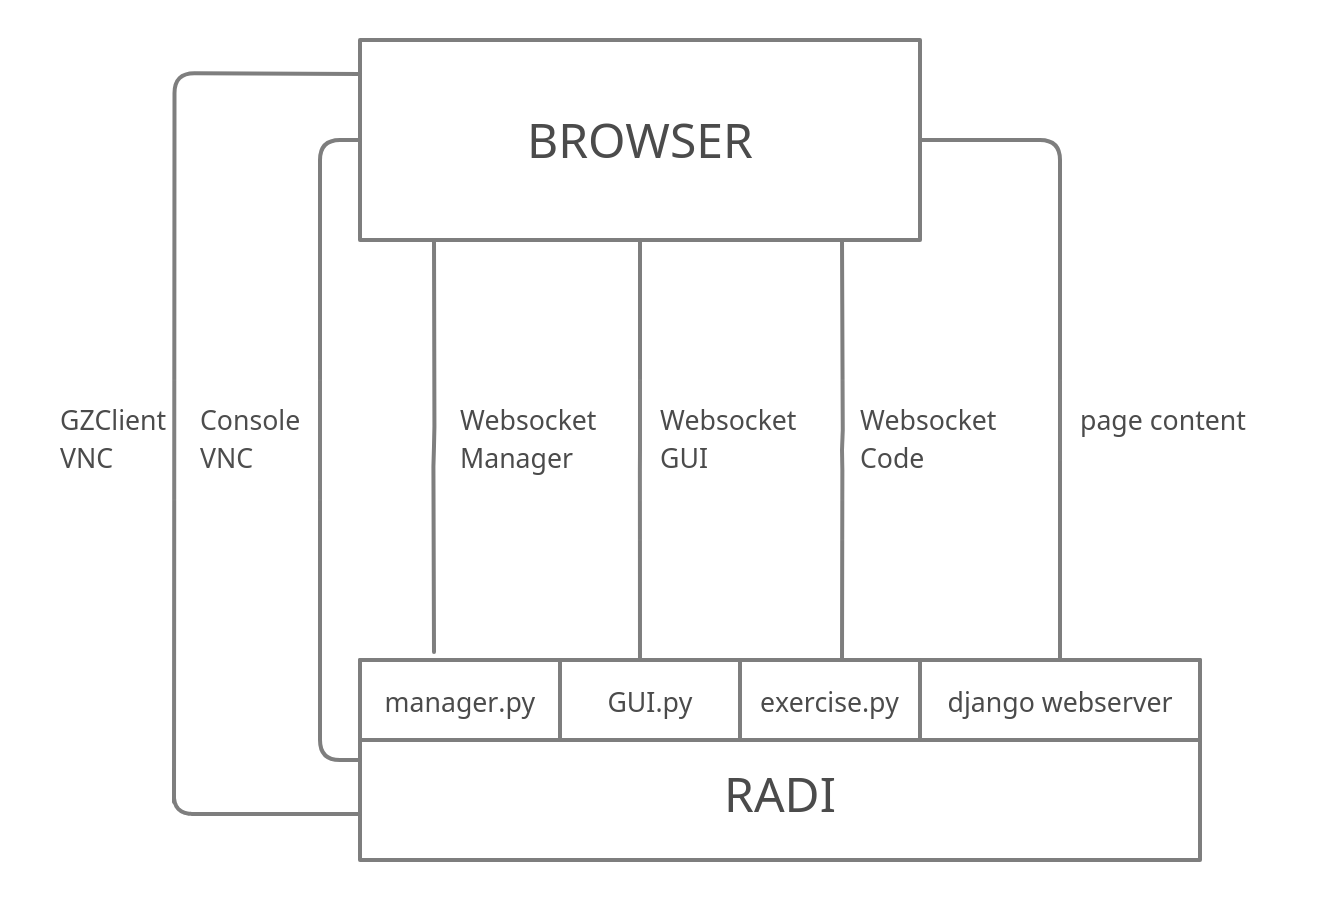 BROWSER
GZClient
VNC
Console
VNC
Websocket
Manager
Websocket
GUI
Websocket
Code
page content
manager.py
GUI.py
exercise.py
django webserver
RADI